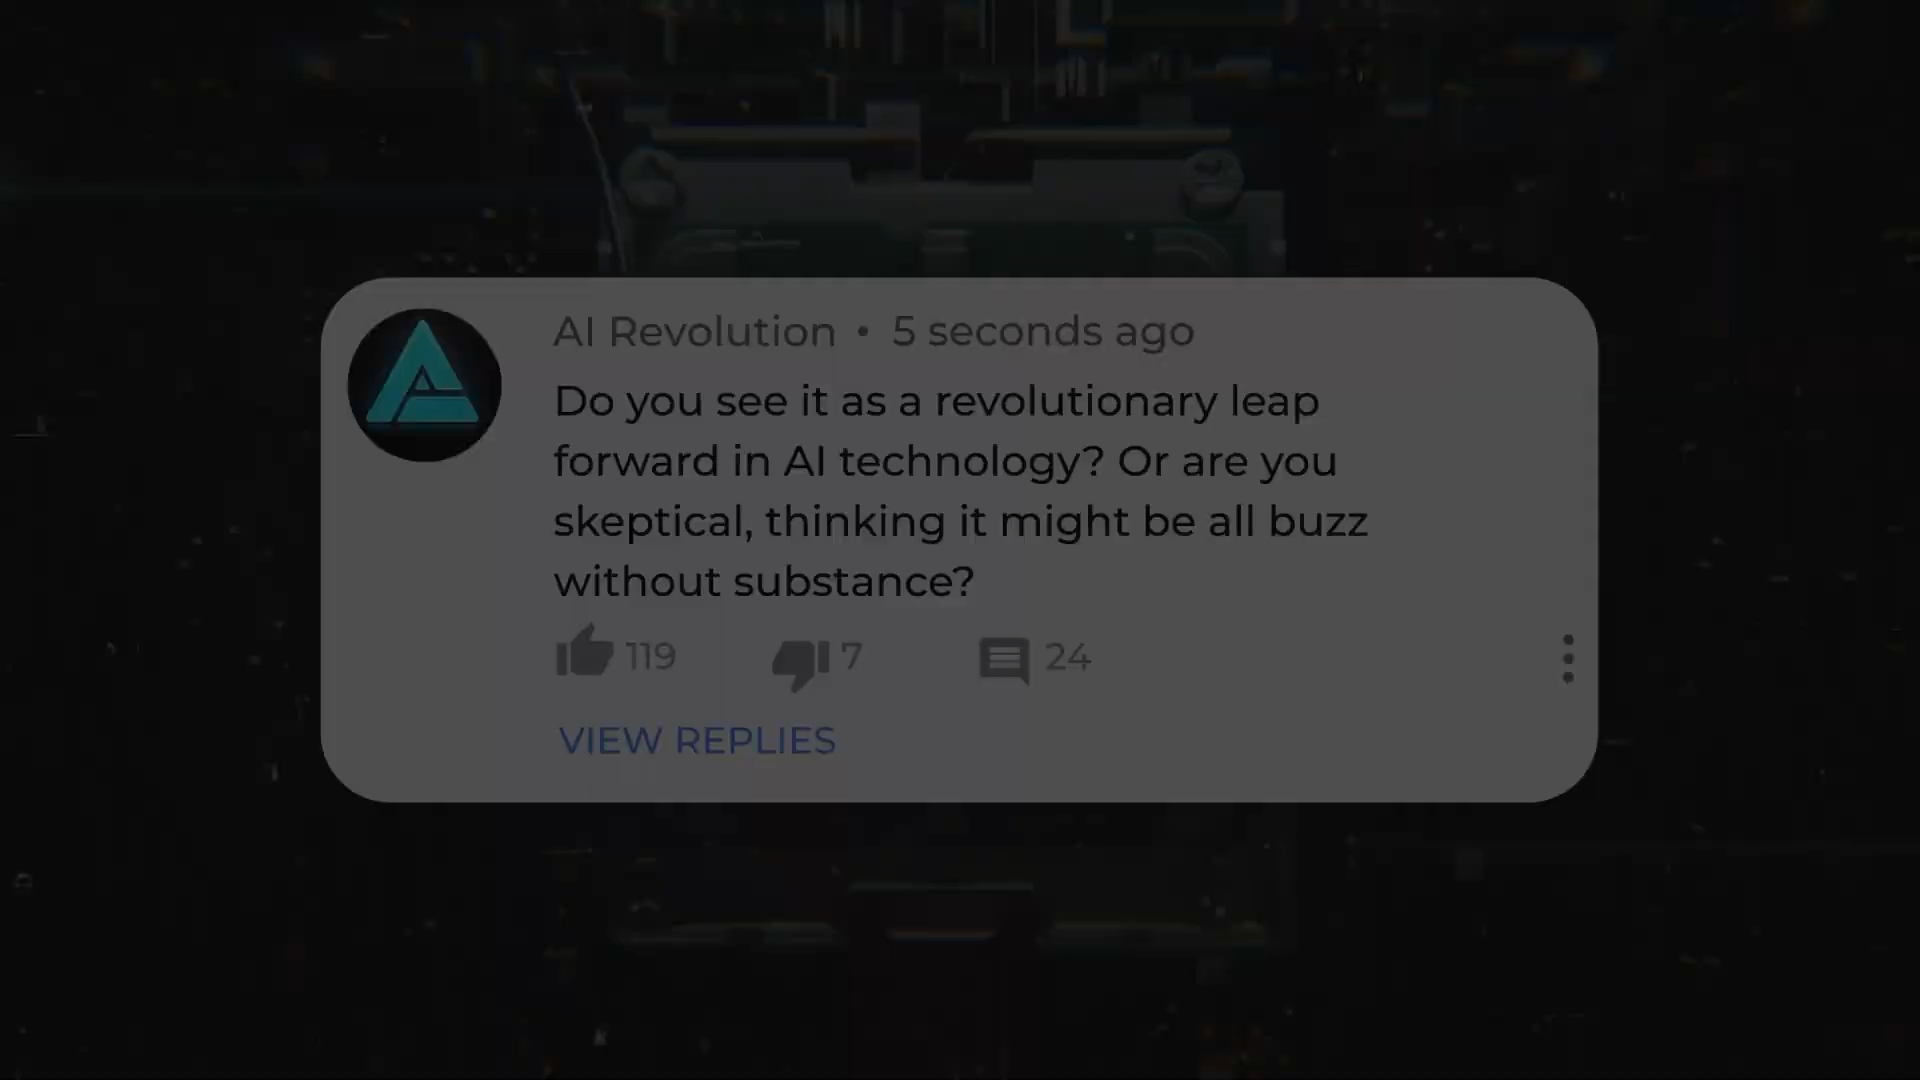 AI Revolution • 5 seconds ago
Do you see it as a revolutionary leap
forward in AI technology? Or are you
skeptical, thinking it might be all buzz
without substance?
119 7 24
VIEW REPLIES